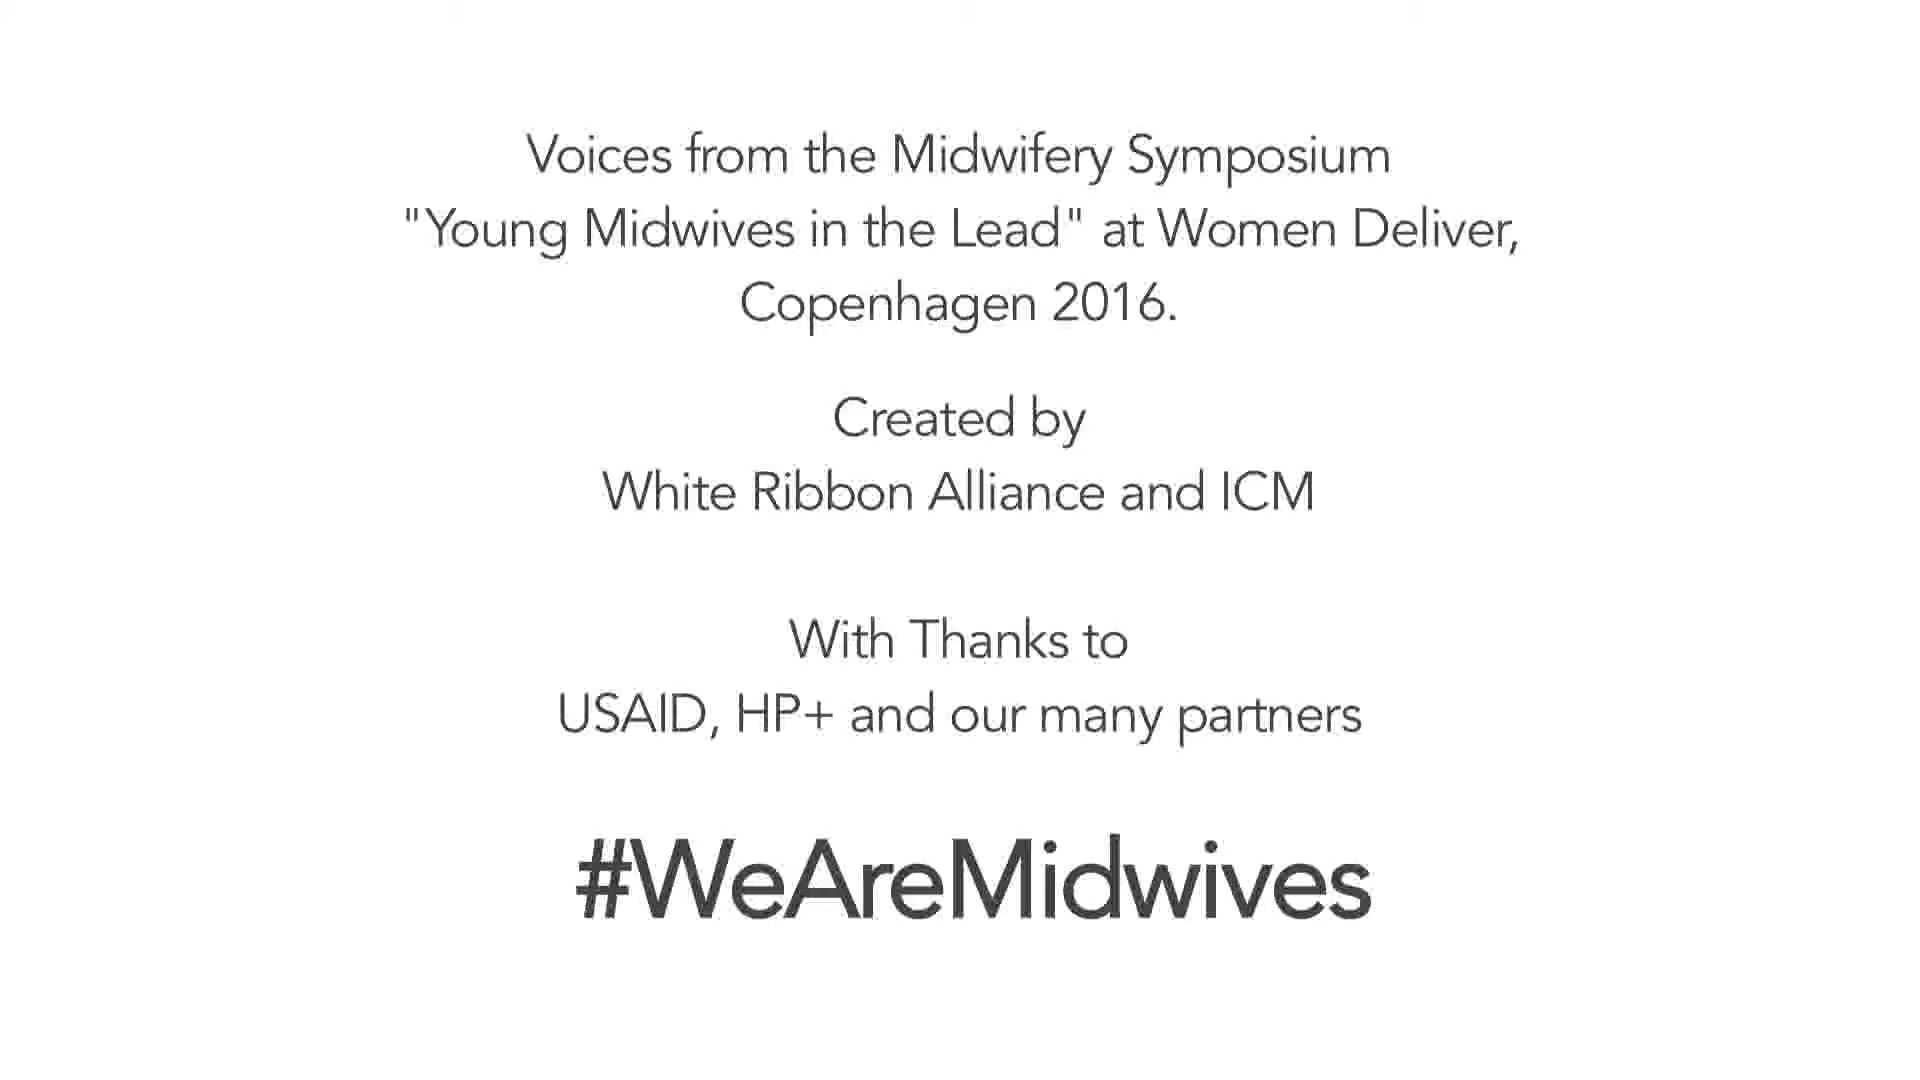 Voices from the Midwifery Symposium
"Young Midwives in the Lead" at Women Deliver,
Copenhagen 2016.
Created by
White Ribbon Alliance and ICM
With Thanks to
USAID, HP+ and our many partners
#WeAreMidwives